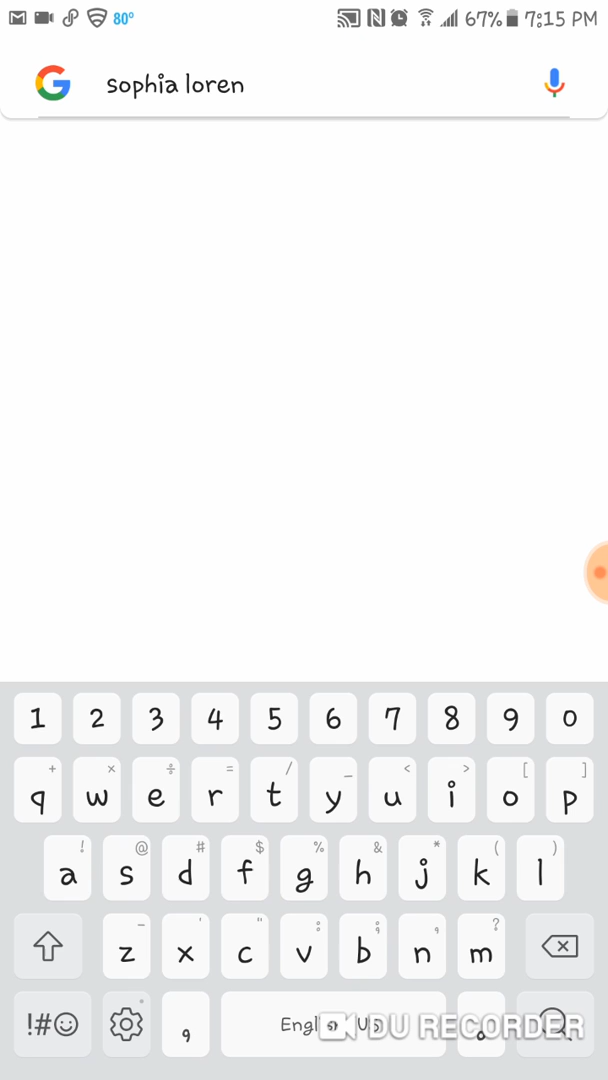 80° 67% 7:15 PM
G sophia loren
1 2 3 4 5 6 7 8 9 0
+ × ÷ = / _ < > [ ]
q w e r t y u i o p
! @ # $ % & * ( )
a s d f g h j k l
- ' " : ; , ?
z x c v b n m
!#☺ , .
DU RECORDER